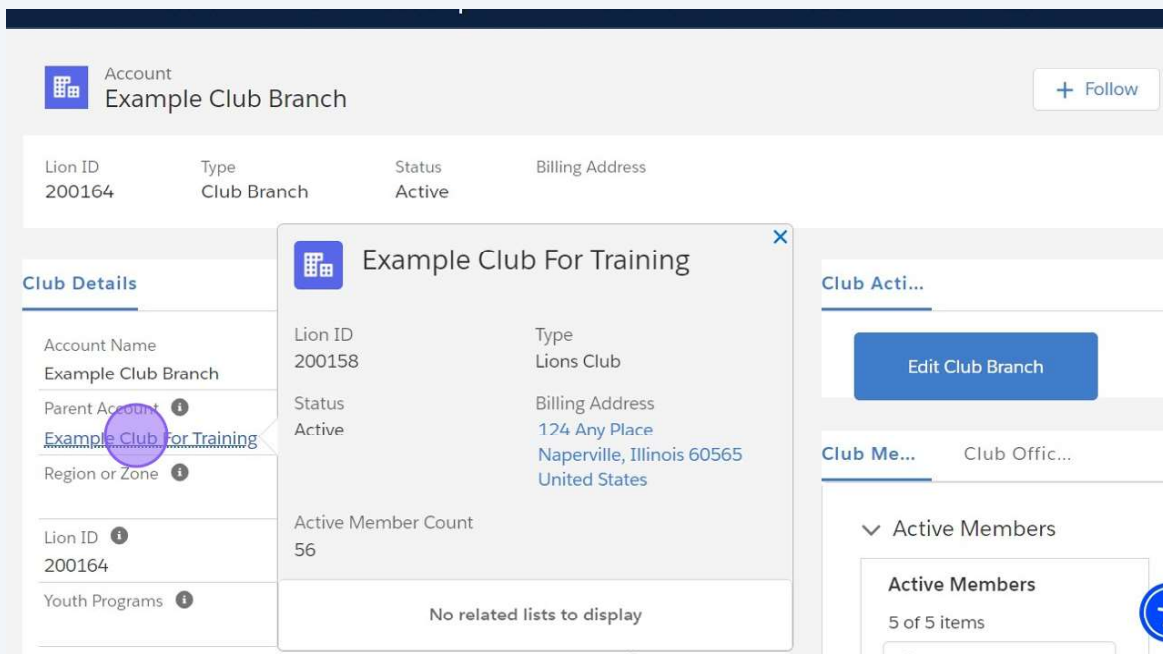 Account
Example Club Branch
+ Follow
Lion ID Type Status Billing Address
200164 Club Branch Active
Club Details
Account Name
Example Club Branch
Parent Account
Example Club For Training
Region or Zone
Lion ID
200164
Youth Programs
Example Club For Training
Lion ID Type
200158 Lions Club
Status Billing Address
Active 124 Any Place
Naperville, Illinois 60565
United States
Active Member Count
56
No related lists to display
Club Acti...
Edit Club Branch
Club Me... Club Offic...
Active Members
Active Members
5 of 5 items